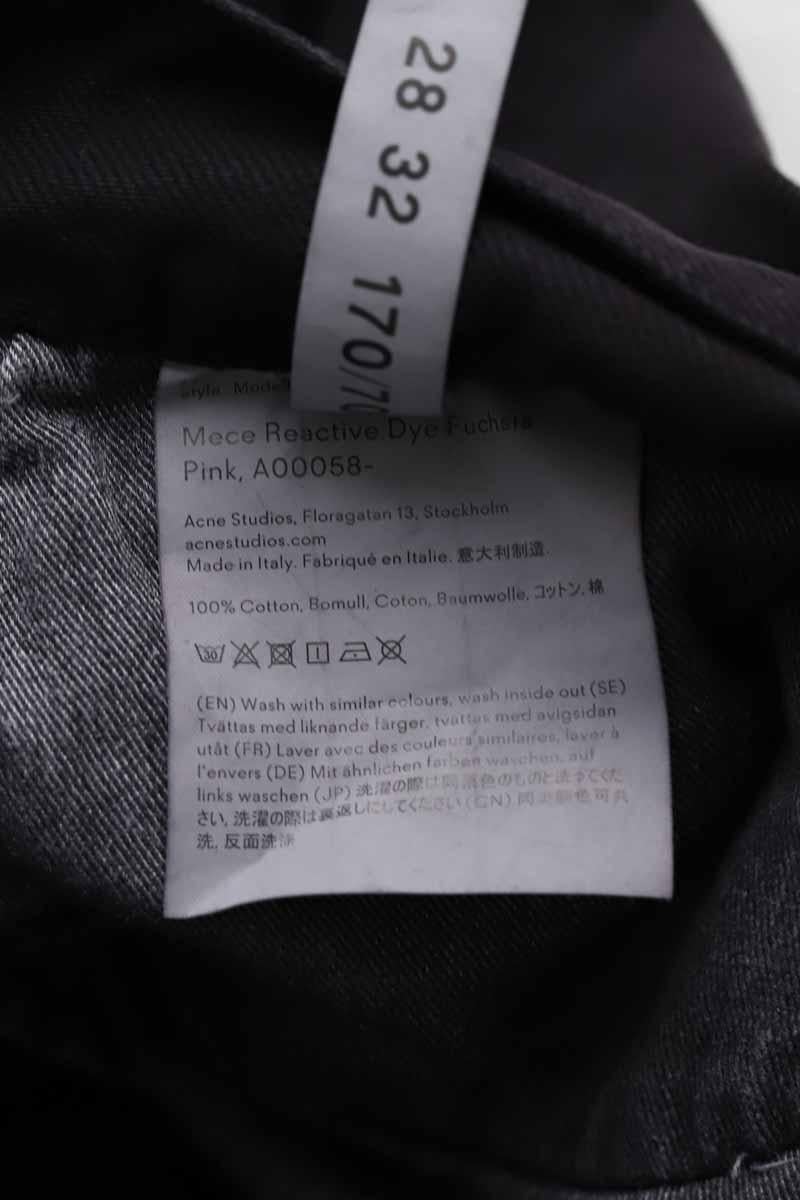 28 32 170/70
Style. Model
Mece Reactive Dye Fuchsia
Pink, A00058-
Acne Studios, Floragatan 13, Stockholm
acnestudios.com
Made in Italy. Fabriqué en Italie. 意大利制造.
100% Cotton, Bomull, Coton, Baumwolle, コットン, 棉
30
(EN) Wash with similar colours, wash inside out (SE)
Tvättas med liknande färger, tvättas med avigsidan
utåt (FR) Laver avec des couleurs similaires, laver à
l'envers (DE) Mit ähnlichen farben waschen, auf
links waschen (JP) 洗濯の際は同系色のものと洗ってくだ
さい, 洗濯の際は裏返しにしてください (CN) 同类颜色可共
洗, 反面洗涤